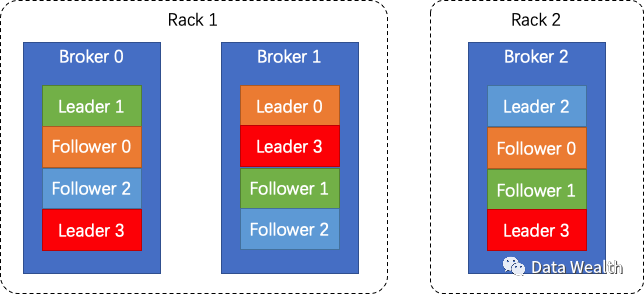 Rack 1
Rack 2
Broker 0
Broker 1
Broker 2
Leader 1
Follower 0
Follower 2
Leader 3
Leader 0
Leader 3
Follower 1
Follower 2
Leader 2
Follower 0
Follower 1
Leader 3
Data Wealth